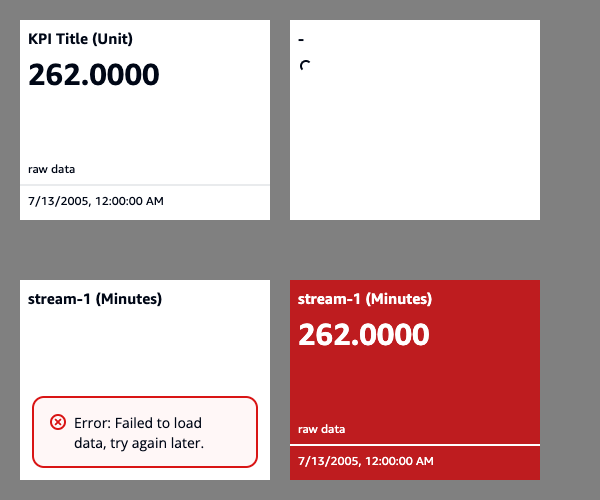 KPI Title (Unit)
262.0000
raw data
7/13/2005, 12:00:00 AM
-
stream-1 (Minutes)
Error: Failed to load
data, try again later.
stream-1 (Minutes)
262.0000
raw data
7/13/2005, 12:00:00 AM